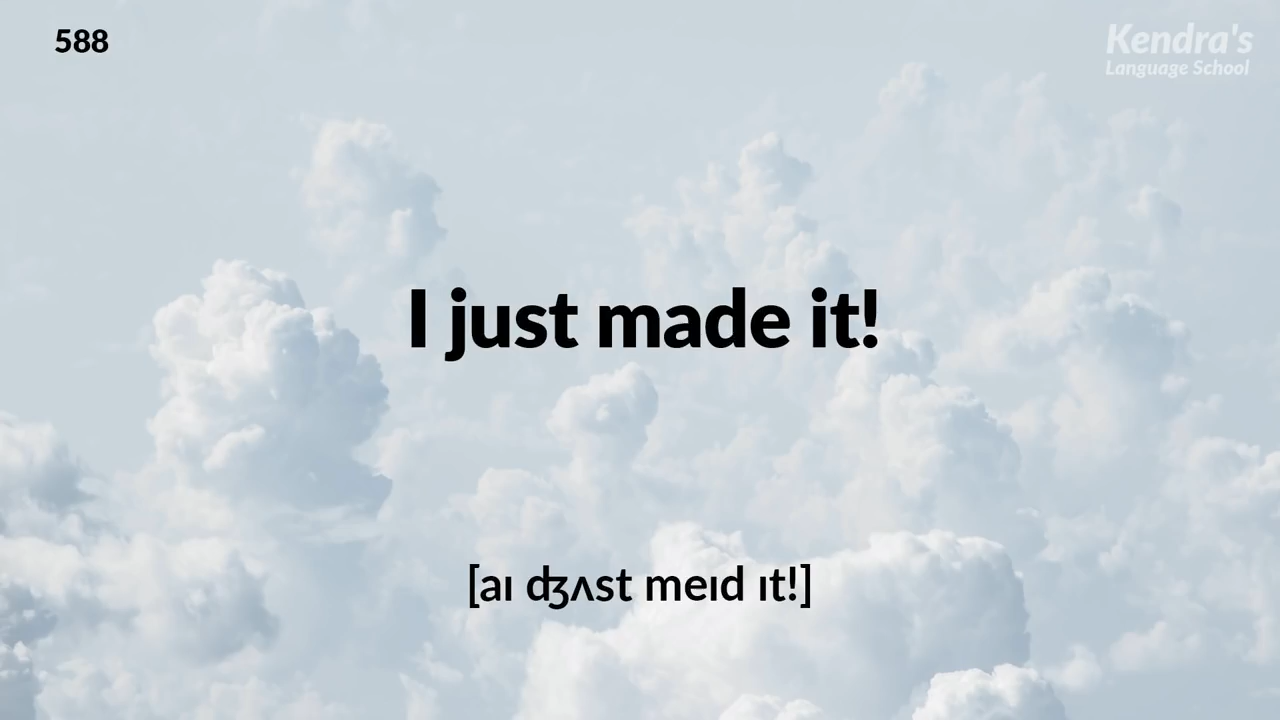 588
Kendra's
Language School
I just made it!
[aɪ ʤʌst meɪd ɪt!]